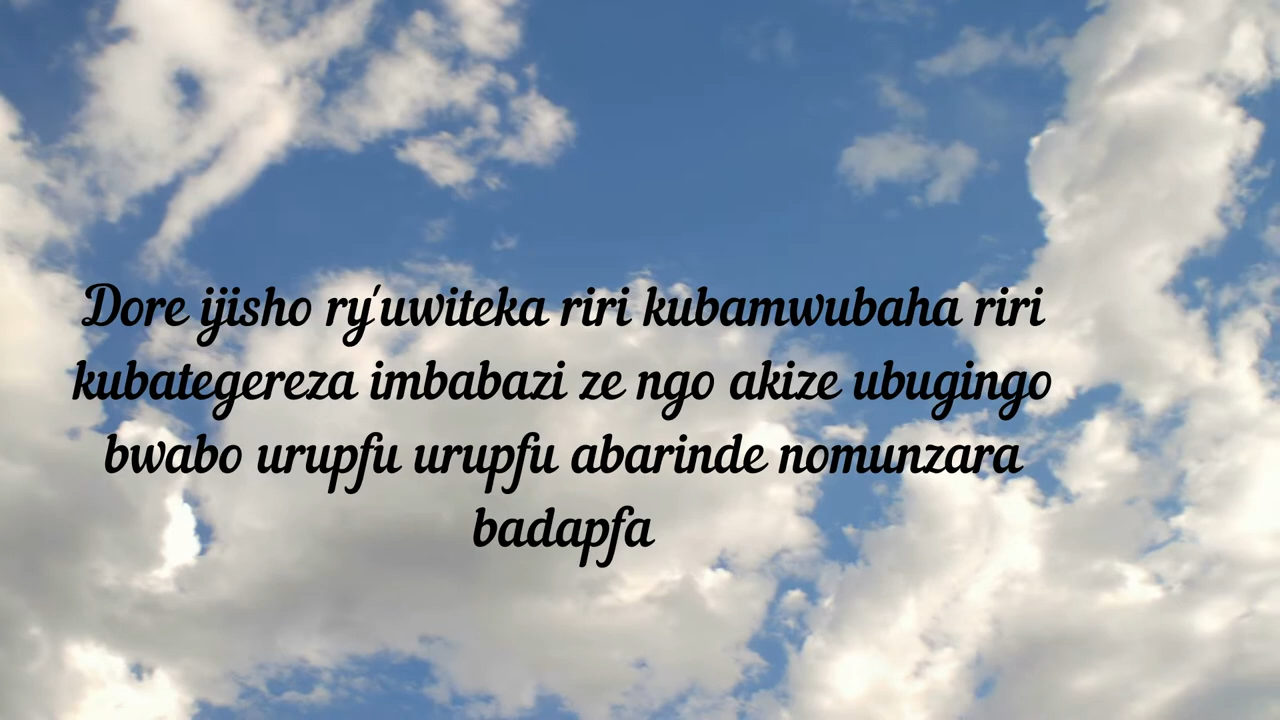 Dore ijisho ry'uwiteka riri kubamwubaha riri
kubategereza imbabazi ze ngo akize ubugingo
bwabo urupfu urupfu abarinde nomunzara
badapfa